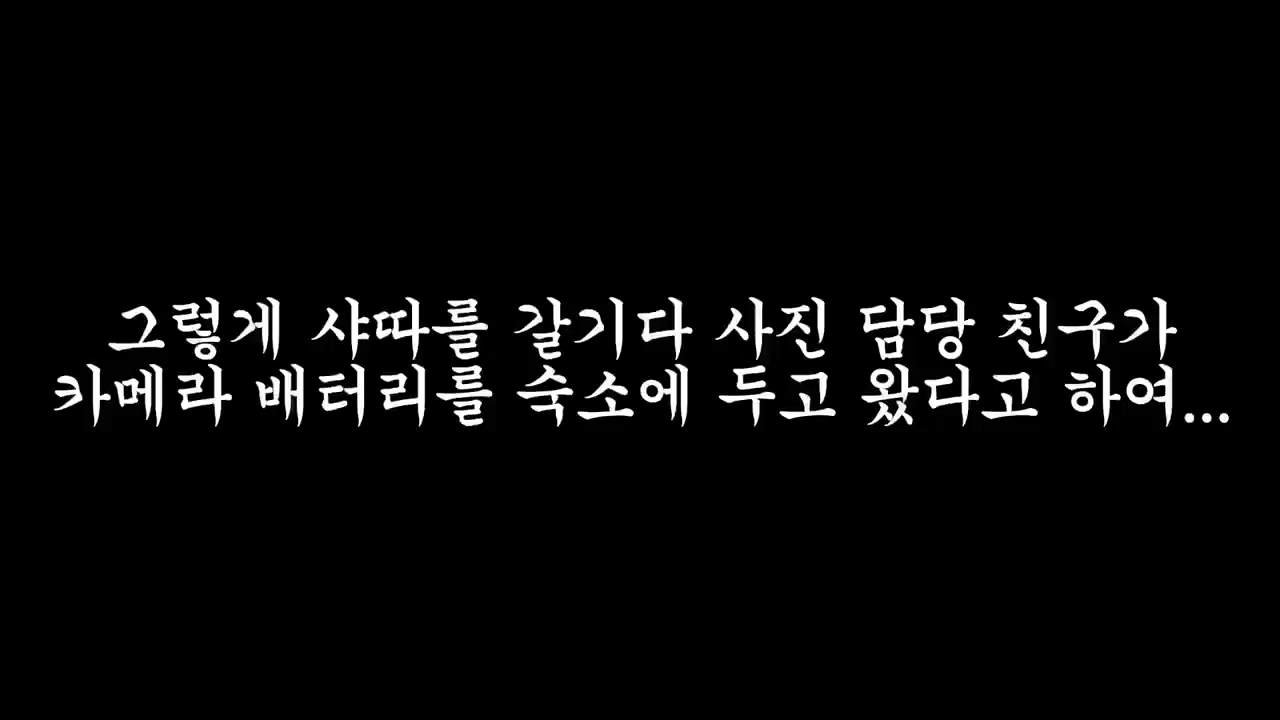 그렇게 샤따를 갈기다 사진 담당 친구가
카메라 배터리를 숙소에 두고 왔다고 하여...